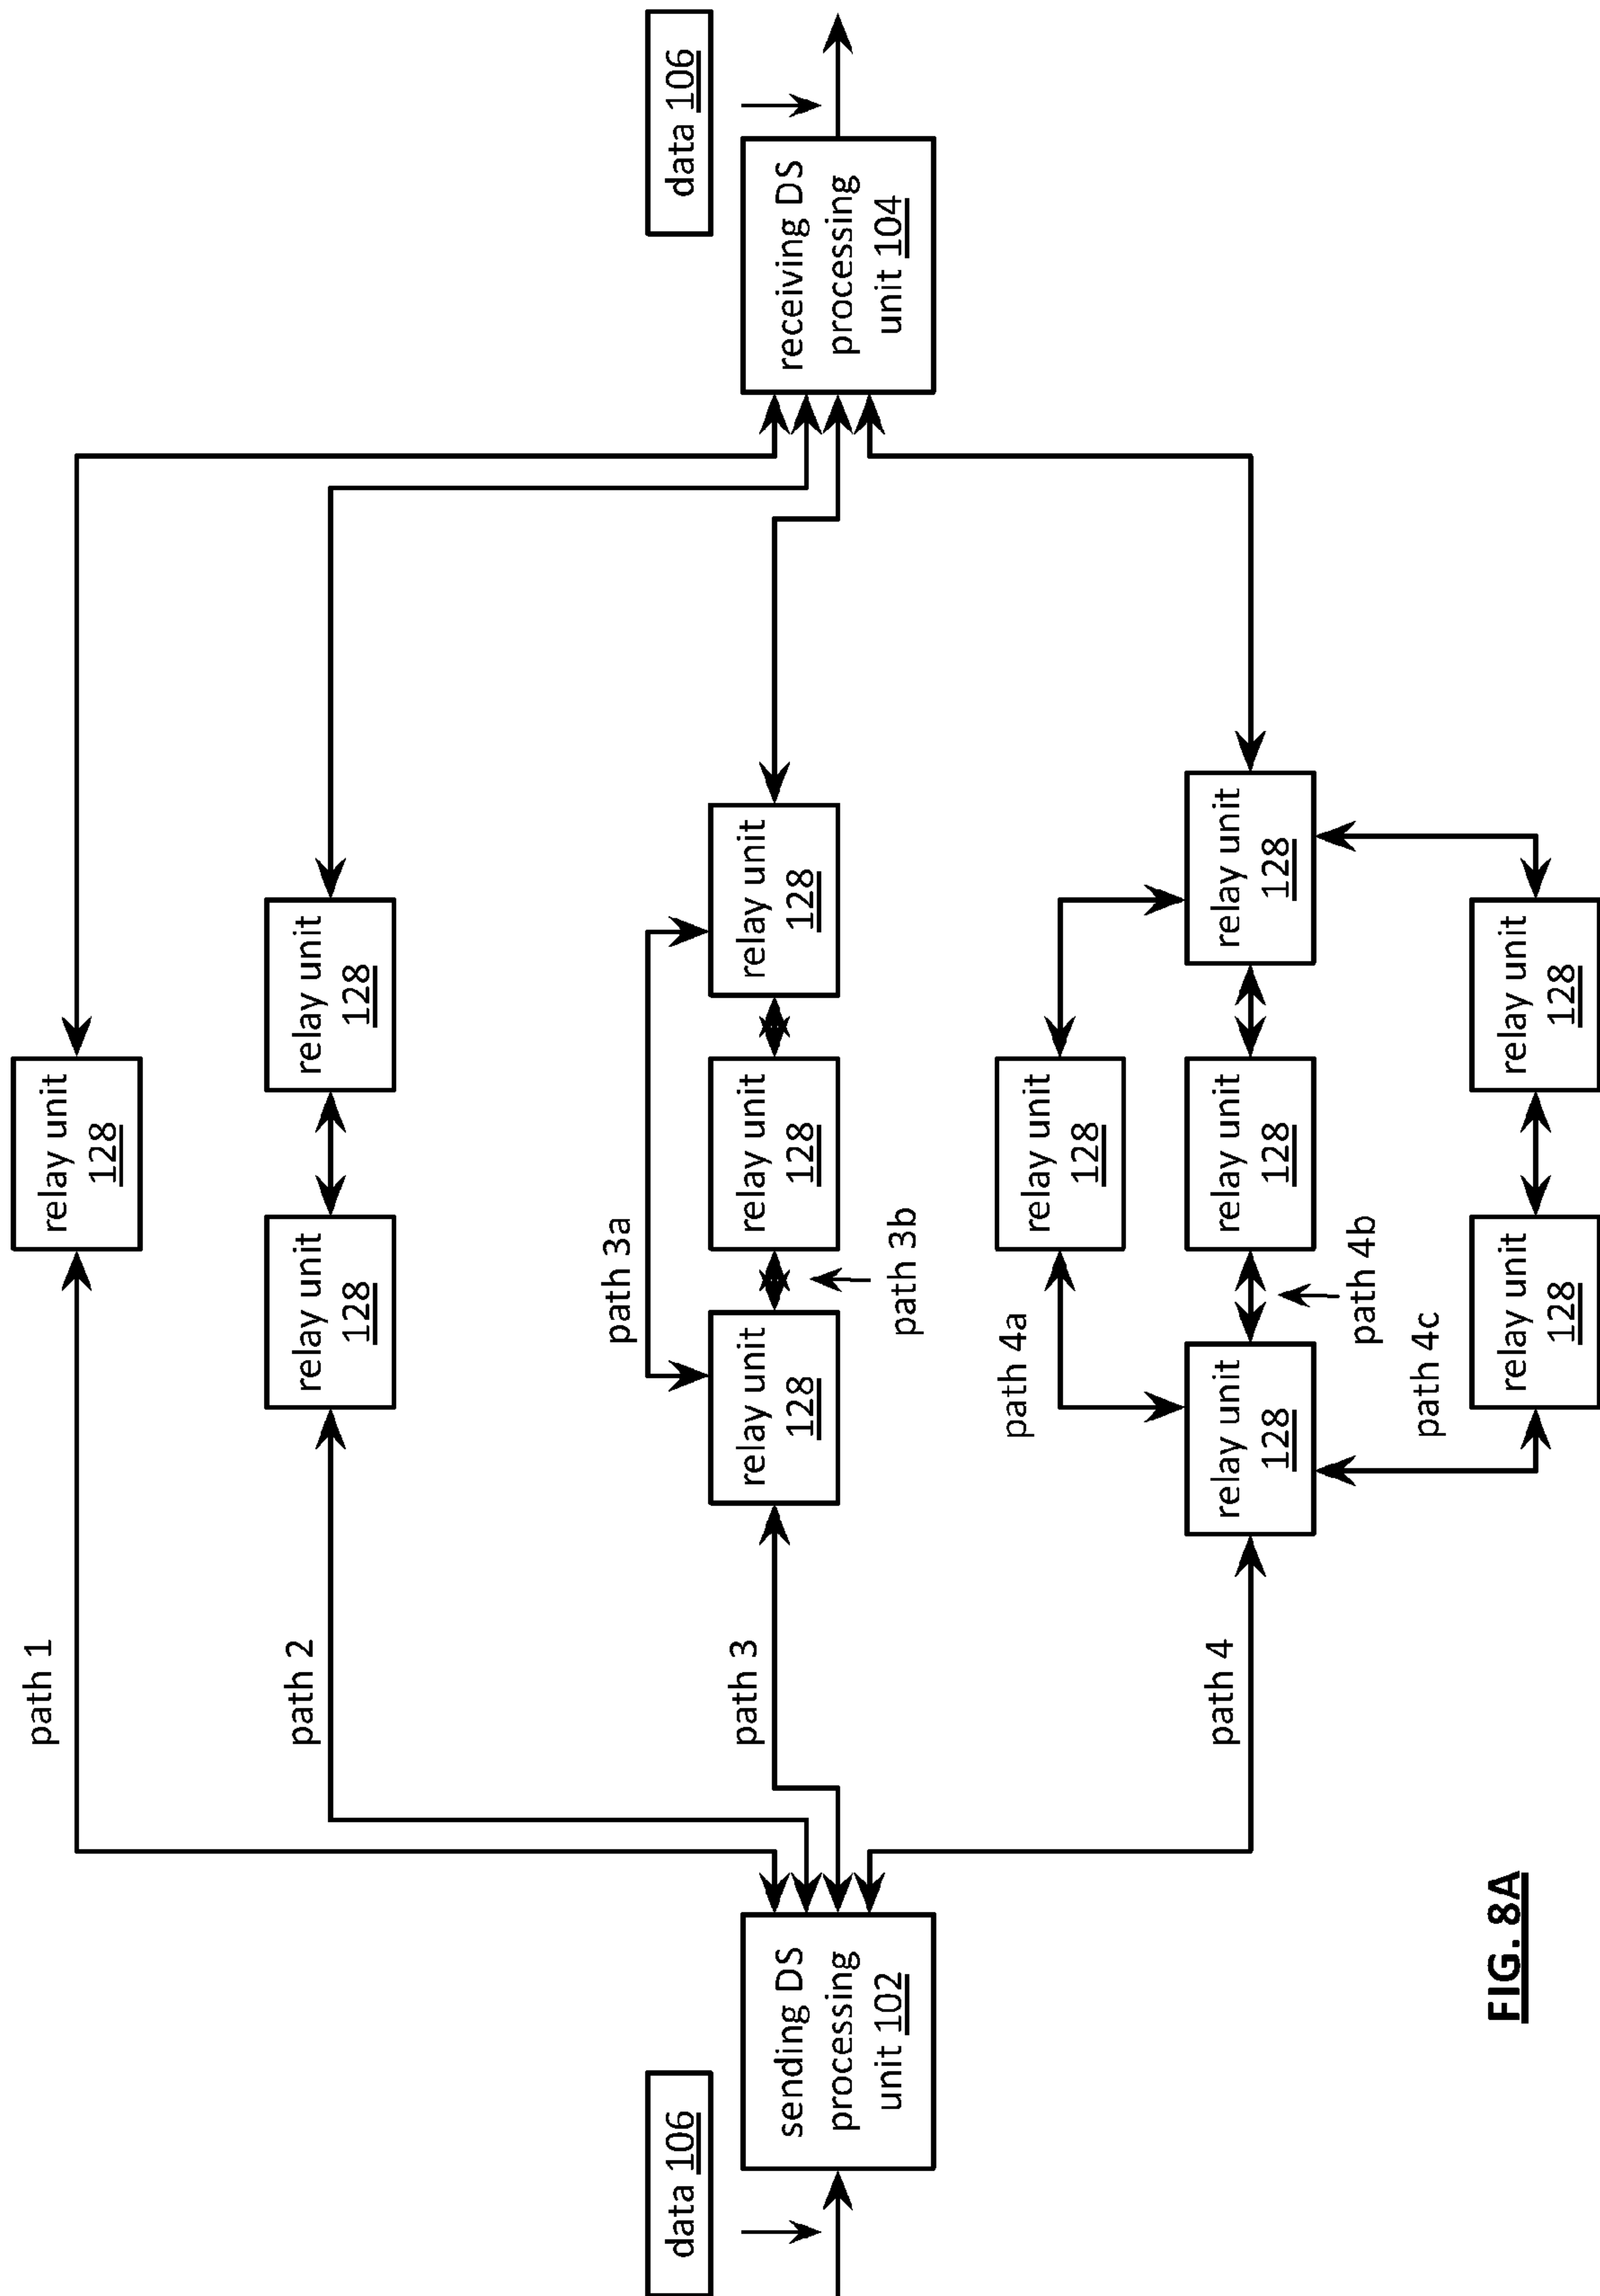 data 106
sending DS
processing
unit 102
path 1
relay unit
128
path 2
relay unit
128
relay unit
128
path 3
relay unit
128
path 3a
path 3b
relay unit
128
relay unit
128
path 4
relay unit
128
path 4a
relay unit
128
path 4b
relay unit
128
relay unit
128
path 4c
relay unit
128
relay unit
128
data 106
receiving DS
processing
unit 104
FIG. 8A